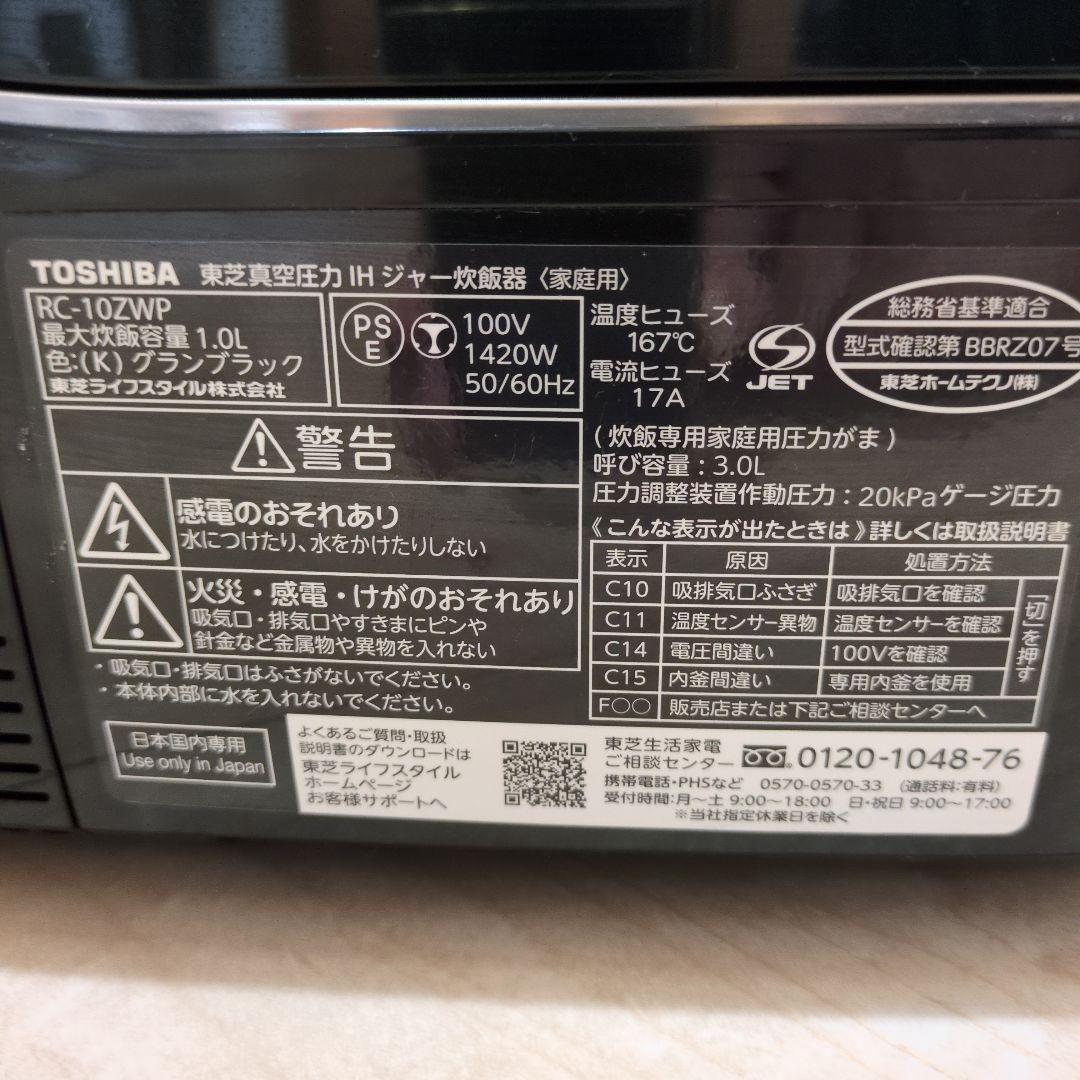 TOSHIBA 東芝真空圧力IHジャー炊飯器〈家庭用〉
RC-10ZWP
最大炊飯容量 1.0L
色:(K) グランブラック
東芝ライフスタイル株式会社
PS
E
100V
1420W
50/60Hz
温度ヒューズ
167℃
電流ヒューズ
17A
JET
総務省基準適合
型式確認第 BBRZ07号
東芝ホームテクノ(株)
警告
感電のおそれあり
水につけたり、水をかけたりしない
火災・感電・けがのおそれあり
吸気口・排気口やすきまにピンや
針金など金属物や異物を入れない
・吸気口・排気口はふさがないでください。
・本体内部に水を入れないでください。
(炊飯専用家庭用圧力がま)
呼び容量:3.0L
圧力調整装置作動圧力:20kPaゲージ圧力
《こんな表示が出たときは》詳しくは取扱説明書
表示 原因 処置方法
C10 吸排気口ふさぎ 吸排気口を確認
C11 温度センサー異物 温度センサーを確認
C14 電圧間違い 100Vを確認
C15 内釜間違い 専用内釜を使用
「切」を押す
F○○ 販売店または下記ご相談センターへ
日本国内専用
Use only in Japan
よくあるご質問・取扱
説明書のダウンロードは
東芝ライフスタイル
ホームページ
お客様サポートへ
東芝生活家電
ご相談センター 0120-1048-76
携帯電話・PHSなど 0570-0570-33 (通話料:有料)
受付時間:月〜土 9:00〜18:00 日・祝日 9:00〜17:00
※当社指定休業日を除く